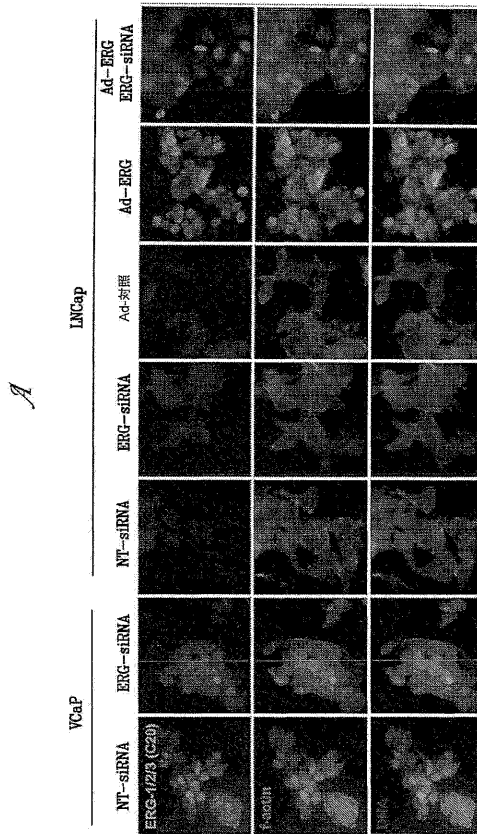 A
VCaP
LNCap
NT-siRNA
ERG-siRNA
NT-siRNA
ERG-siRNA
Ad-対照
Ad-ERG
Ad-ERG
ERG-siRNA
ERG-1/2/3 (C20)
f-actin